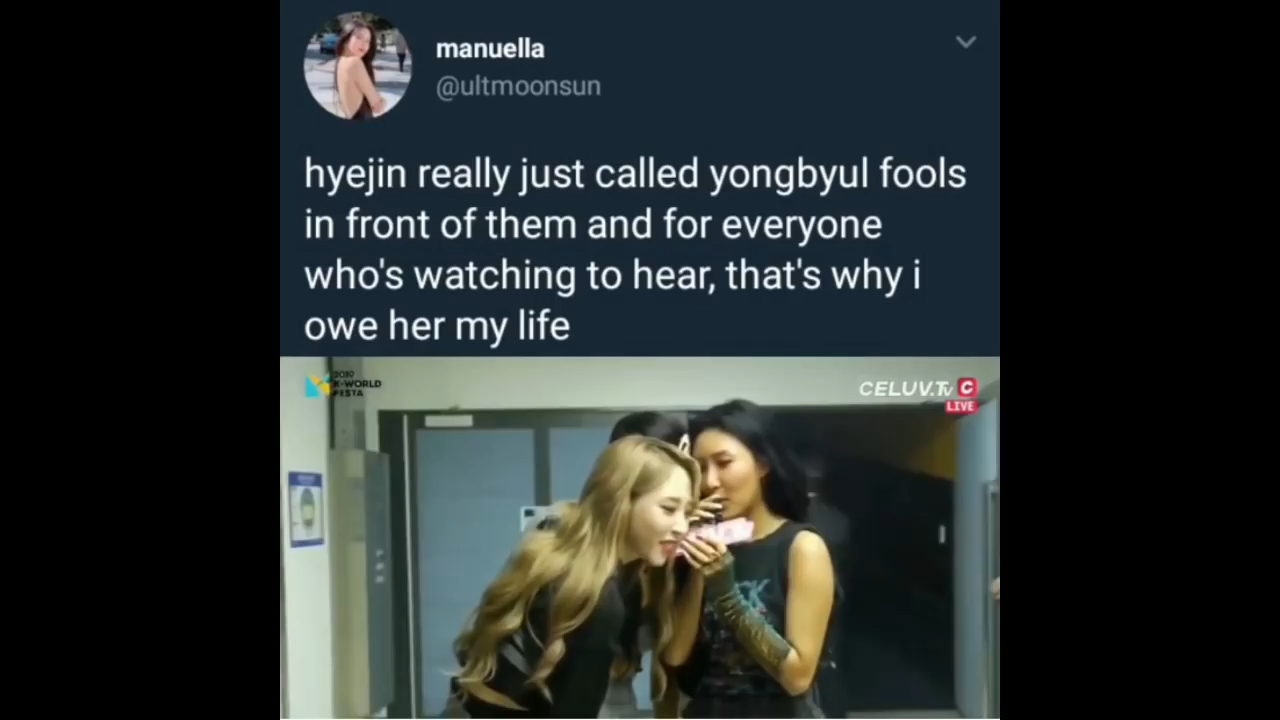 manuella
@ultmoonsun
hyejin really just called yongbyul fools
in front of them and for everyone
who's watching to hear, that's why i
owe her my life
2019
K-WORLD
FESTA
CELUV.TV C
LIVE